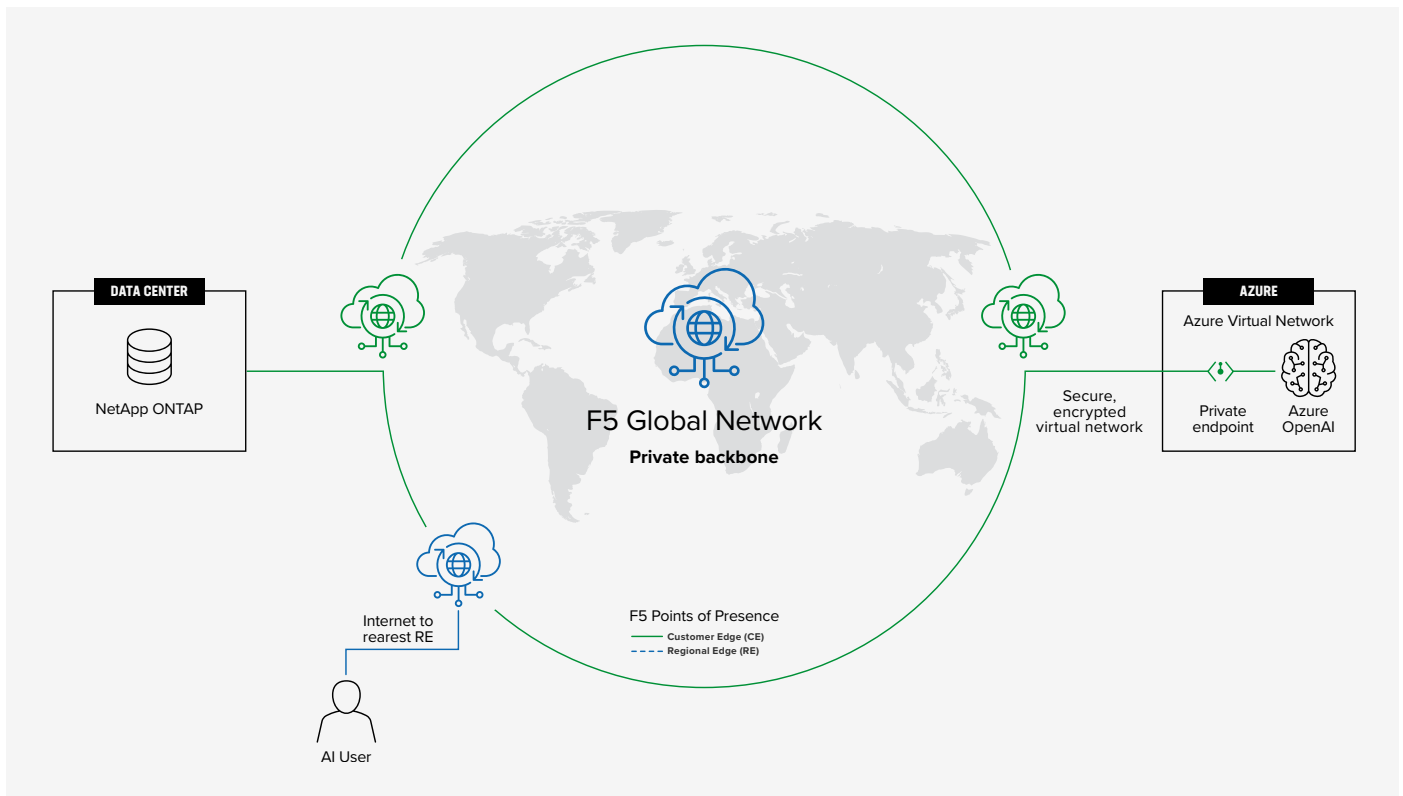 DATA CENTER
NetApp ONTAP
F5 Global Network
Private backbone
AZURE
Azure Virtual Network
Secure,
encrypted
virtual network
Private
endpoint
Azure
OpenAI
Internet to
rearest RE
AI User
F5 Points of Presence
Customer Edge (CE)
Regional Edge (RE)